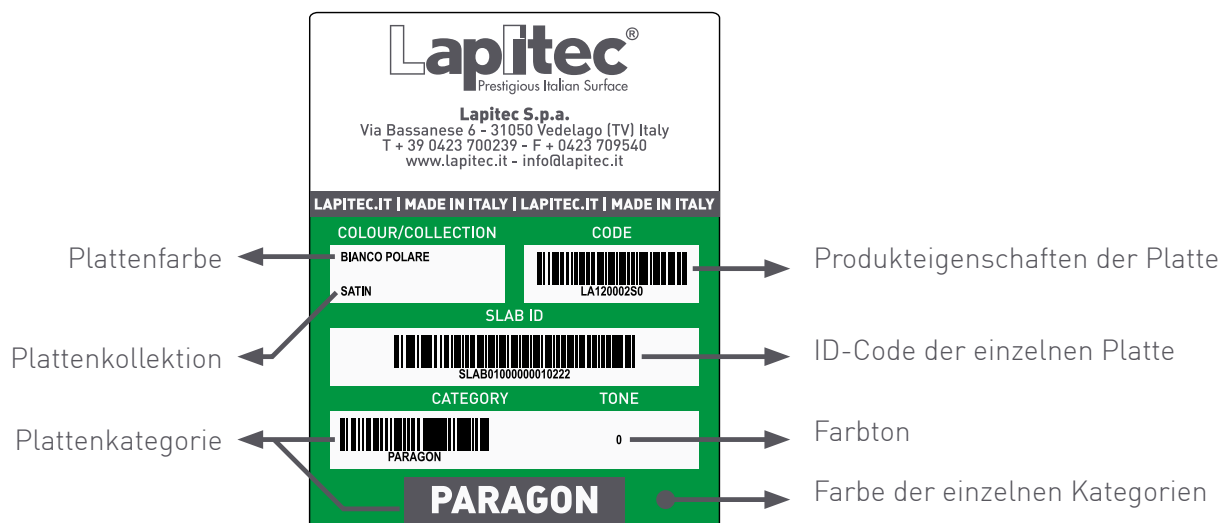 Lapitec®
Prestigious Italian Surface
Lapitec S.p.a.
Via Bassanese 6 - 31050 Vedelago (TV) Italy
T + 39 0423 700239 - F + 0423 709540
www.lapitec.it - info@lapitec.it
LAPITEC.IT | MADE IN ITALY | LAPITEC.IT | MADE IN ITALY
COLOUR/COLLECTION
CODE
Plattenfarbe
BIANCO POLARE
SATIN
LA120002S0
Produkteigenschaften der Platte
SLAB ID
Plattenkollektion
SLAB01000000010222
ID-Code der einzelnen Platte
CATEGORY
TONE
Plattenkategorie
PARAGON
0
Farbton
PARAGON
Farbe der einzelnen Kategorien